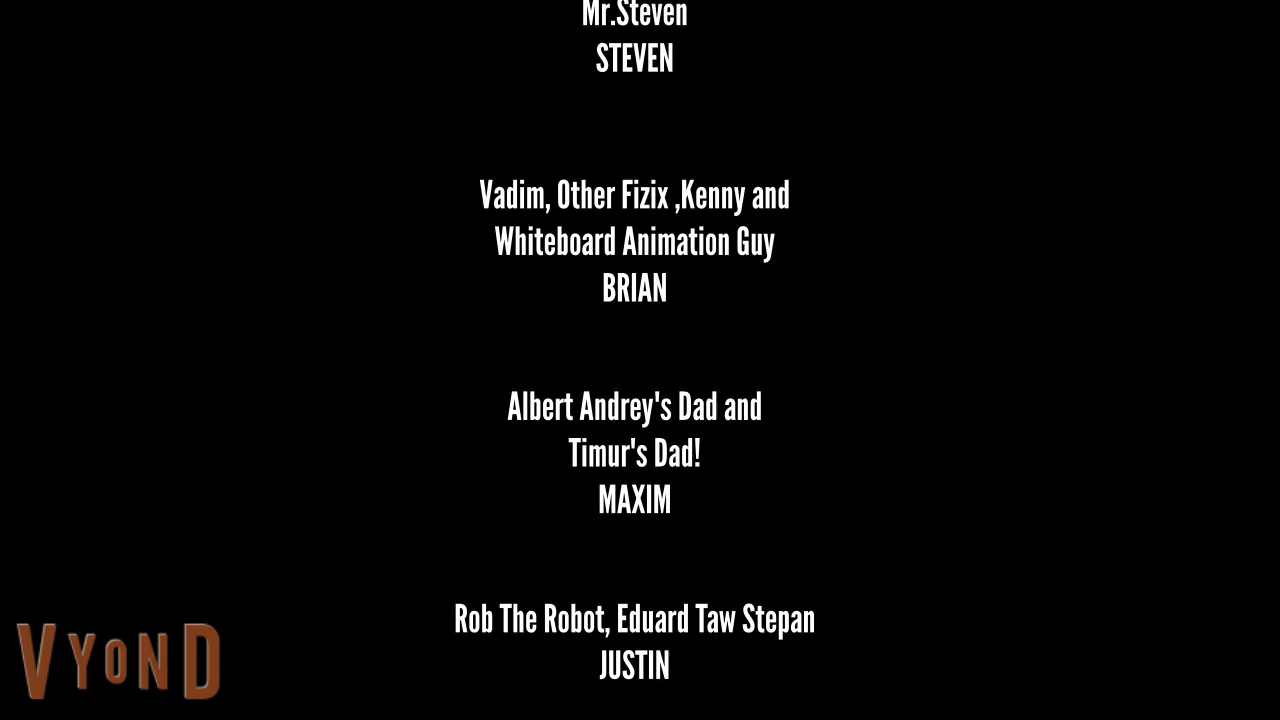 Mr.Steven
STEVEN
Vadim, Other Fizix ,Kenny and
Whiteboard Animation Guy
BRIAN
Albert Andrey's Dad and
Timur's Dad!
MAXIM
Rob The Robot, Eduard Taw Stepan
JUSTIN
VYOND